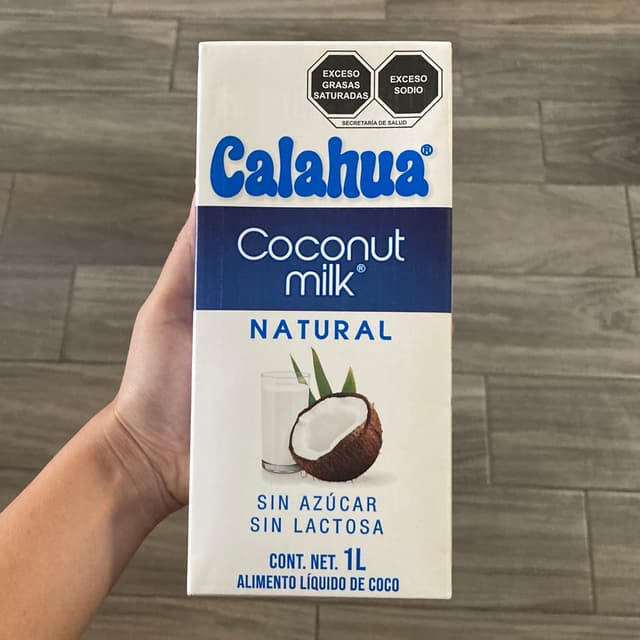 EXCESO
GRASAS
SATURADAS
EXCESO
SODIO
SECRETARÍA DE SALUD
Calahua®
Coconut
milk®
NATURAL
SIN AZÚCAR
SIN LACTOSA
CONT. NET. 1L
ALIMENTO LÍQUIDO DE COCO